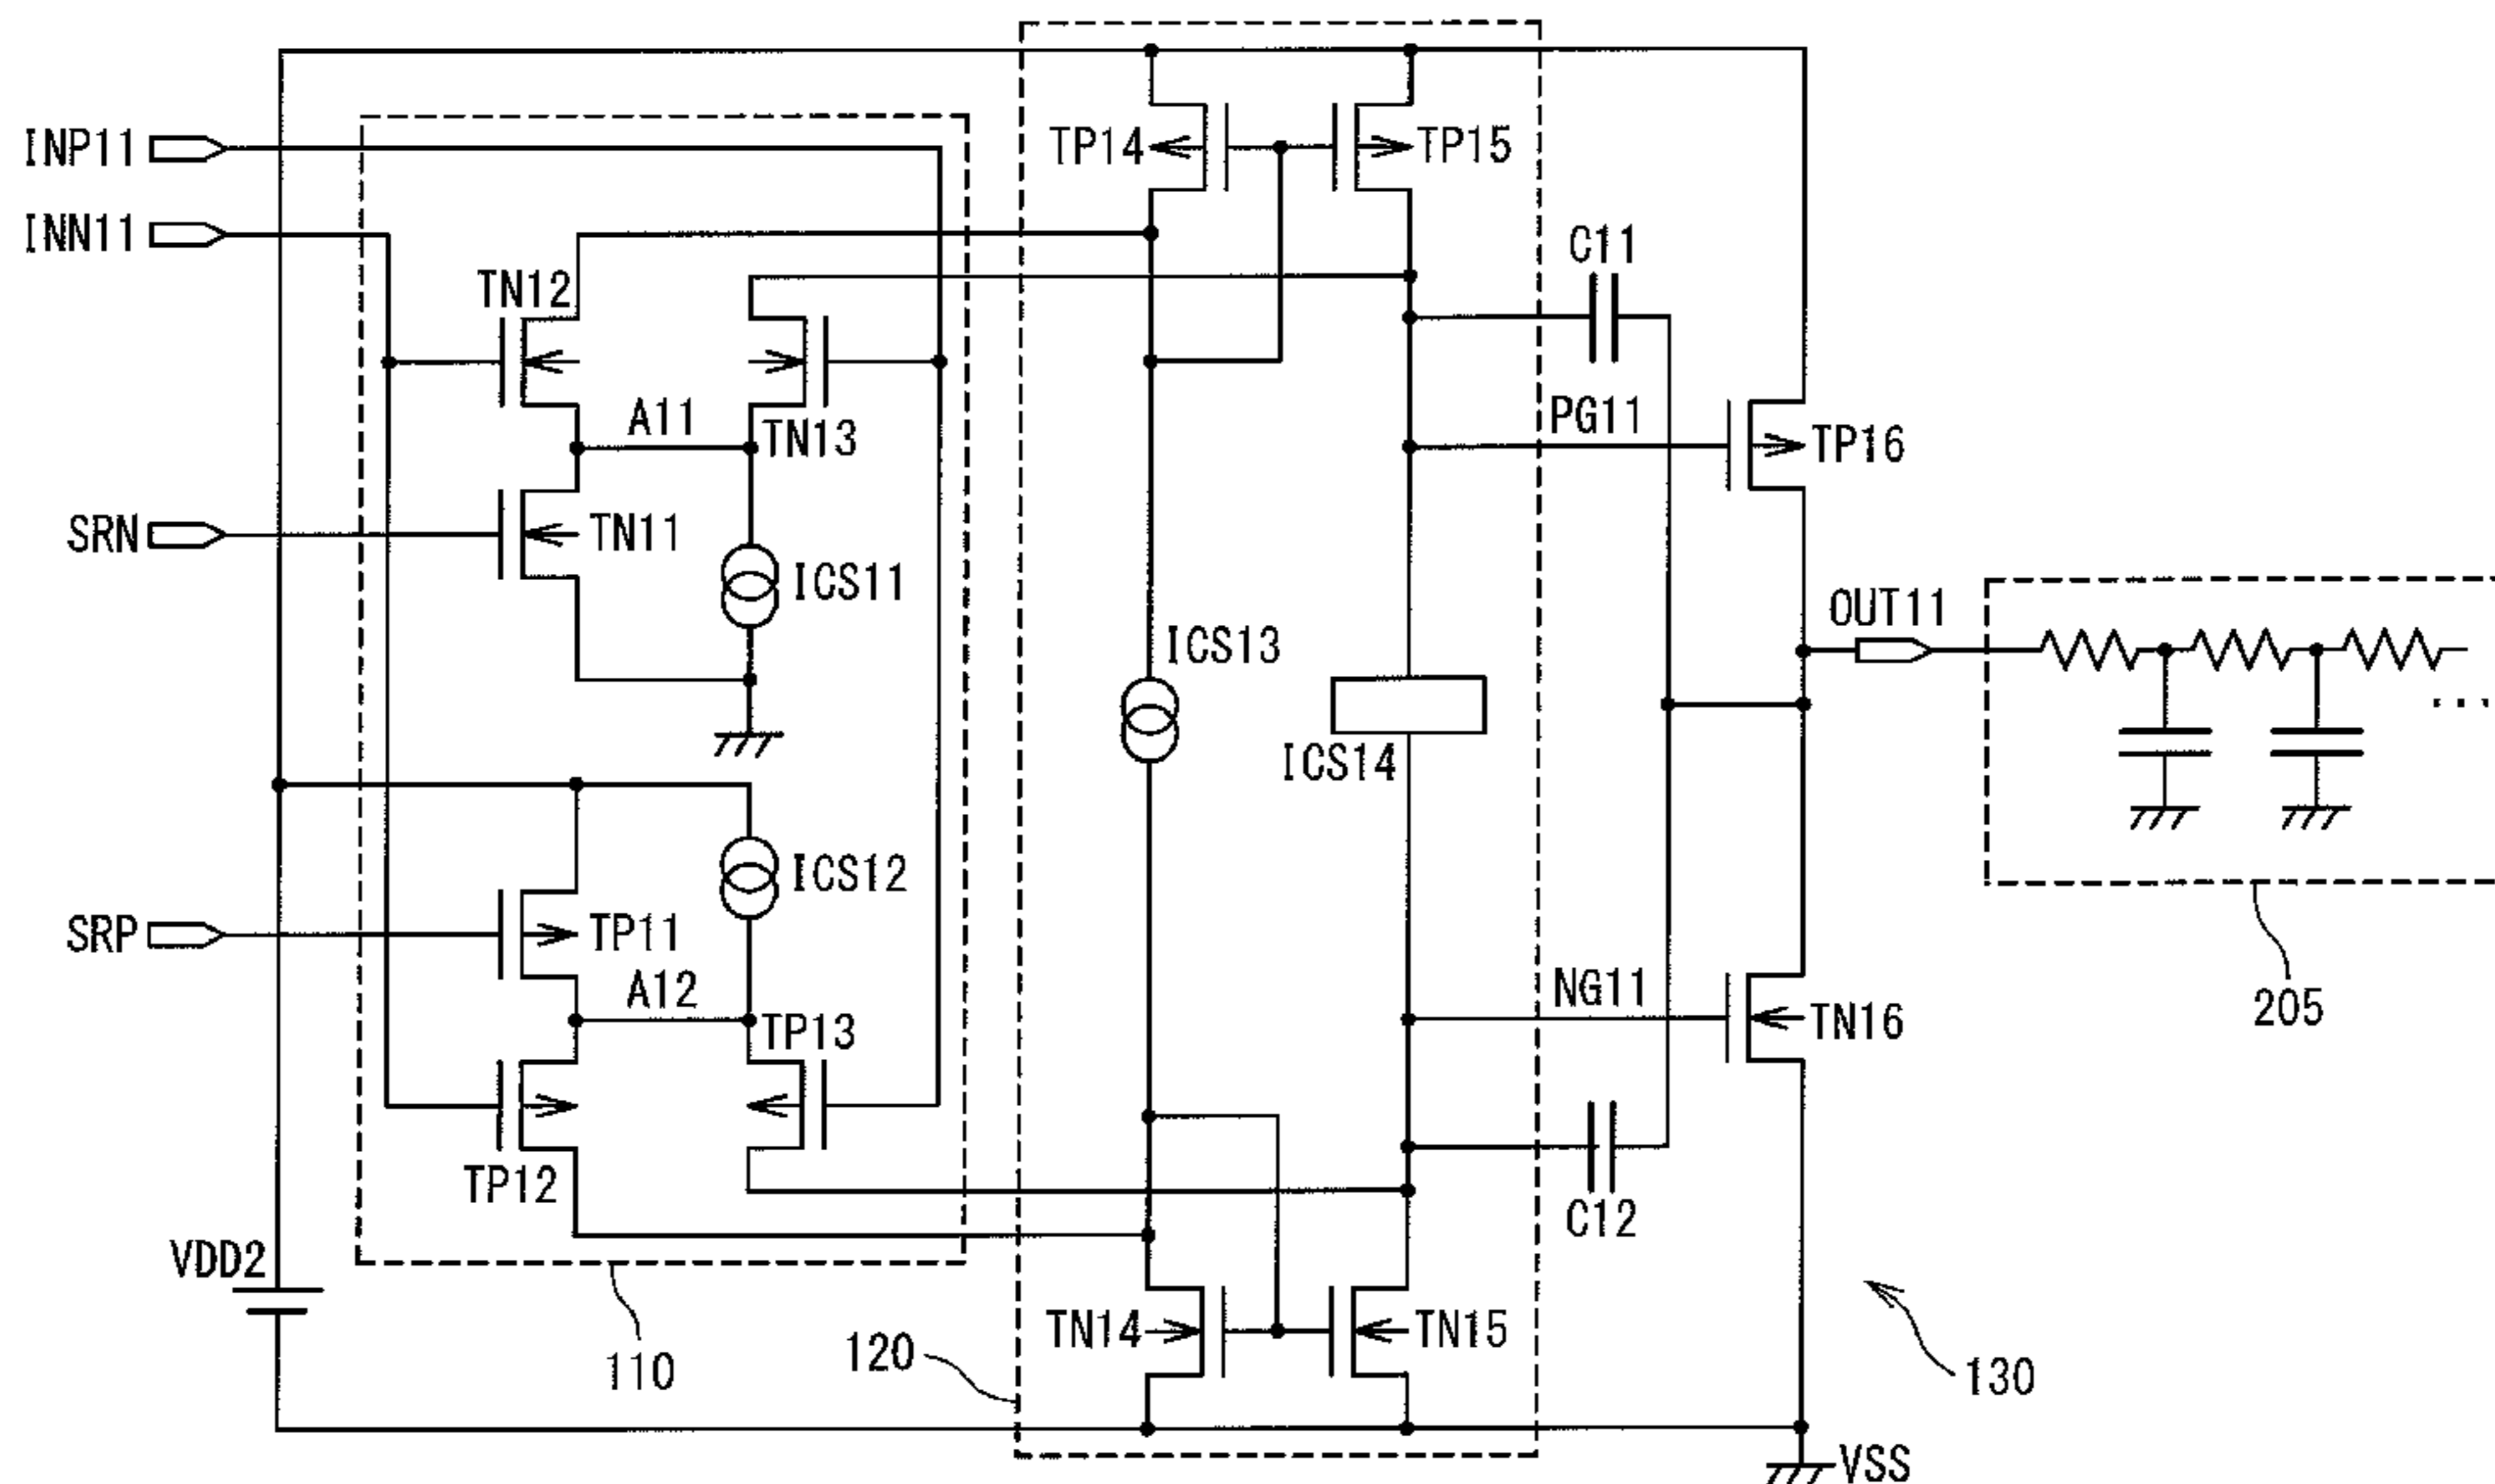 INP11
TP14
TP15
INN11
C11
TN12
A11
TN13
PG11
TP16
SRN
TN11
ICS11
OUT11
ICS13
ICS14
ICS12
SRP
TP11
A12
TP13
NG11
TN16
205
TP12
C12
VDD2
110
120
TN14
TN15
130
VSS
...